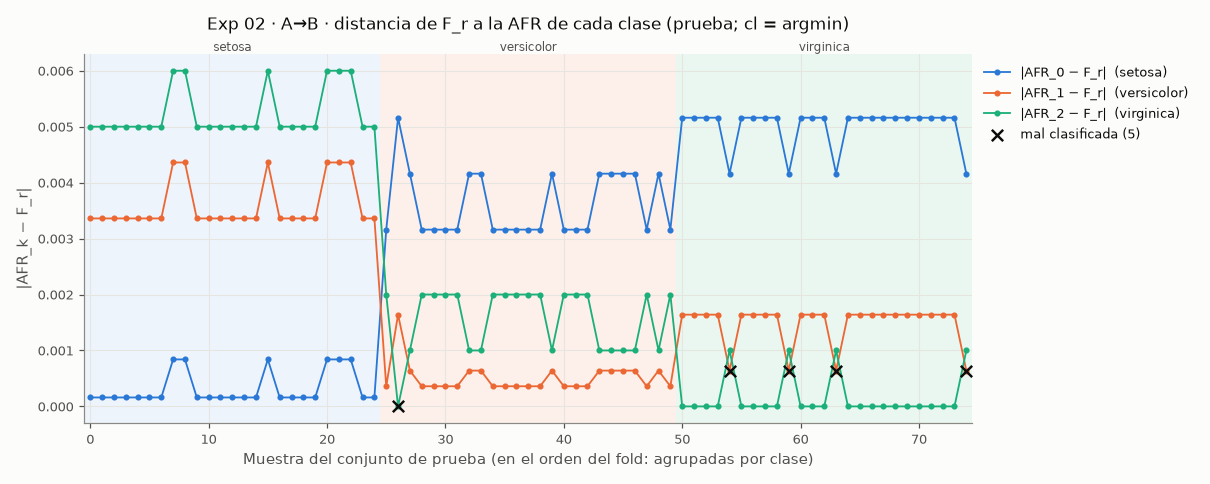 Exp 02 · A→B · distancia de F_r a la AFR de cada clase (prueba; cl = argmin)
setosa versicolor virginica
|AFR_0 − F_r| (setosa)
|AFR_1 − F_r| (versicolor)
|AFR_2 − F_r| (virginica)
mal clasificada (5)
|AFR_k − F_r|
0.006
0.005
0.004
0.003
0.002
0.001
0.000
0 10 20 30 40 50 60 70
Muestra del conjunto de prueba (en el orden del fold: agrupadas por clase)